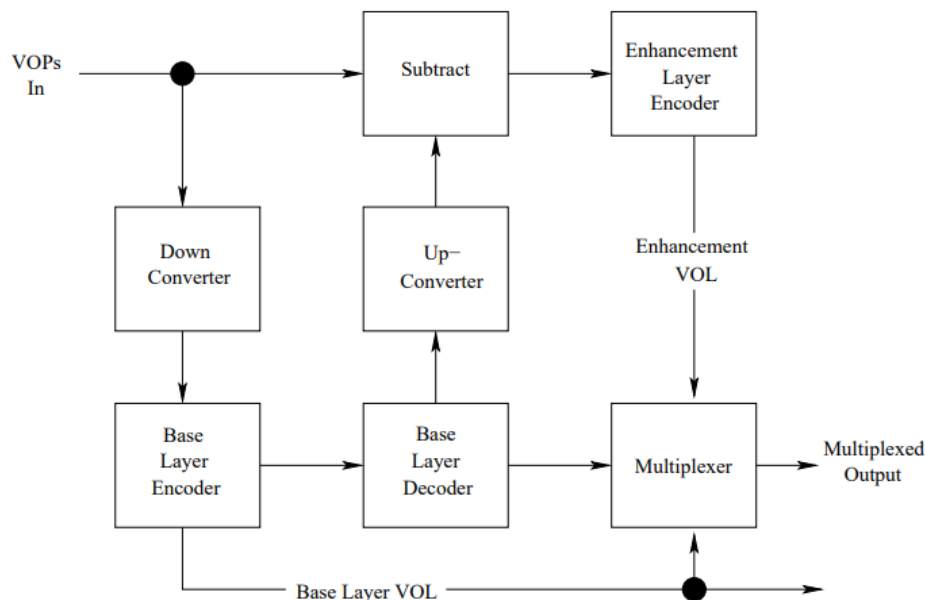 VOPs
In
Subtract
Enhancement
Layer
Encoder
Down
Converter
Up−
Converter
Enhancement
VOL
Base
Layer
Encoder
Base
Layer
Decoder
Multiplexer
Multiplexed
Output
Base Layer VOL